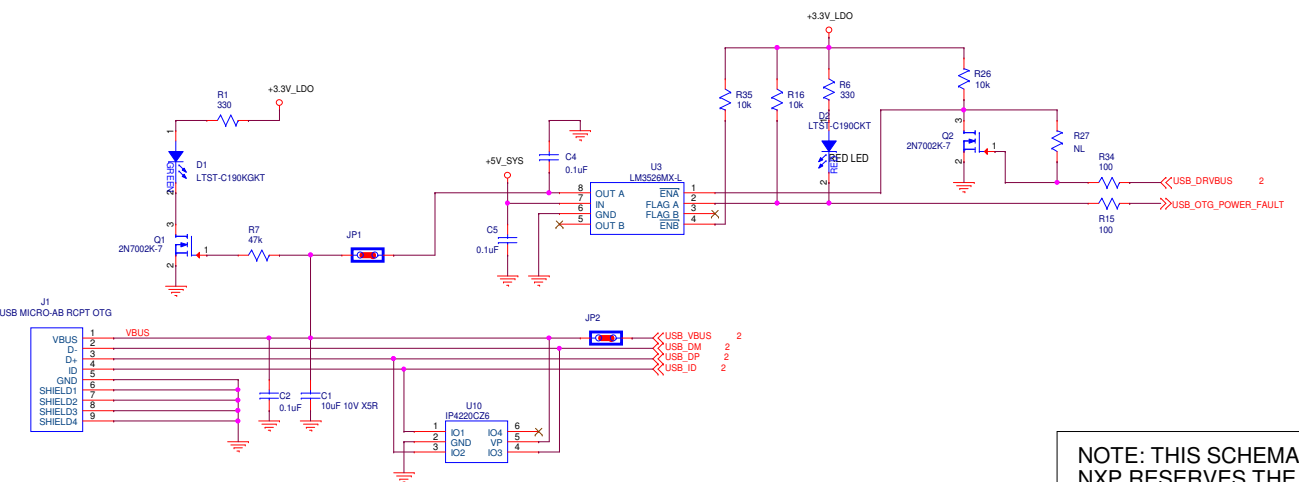 +3.3V_LDO
R1
330
+3.3V_LDO
1
D1
LTST-C190KGKT
GREEN
2
3
Q1
2N7002K-7
1
2
R7
47k
JP1
+5V_SYS
C4
0.1uF
C5
0.1uF
U3
LM3526MX-L
8 OUT A ENA 1
7 IN FLAG A 2
6 GND FLAG B 3
5 OUT B ENB 4
R35
10k
R16
10k
R6
330
D2
LTST-C190CKT
RED LED
2
R26
10k
3
Q2
2N7002K-7
1
2
R27
NL
R34
100
USB_DRVBUS 2
USB_OTG_POWER_FAULT
R15
100
J1
USB MICRO-AB RCPT OTG
VBUS 1
D- 2
D+ 3
ID 4
GND 5
SHIELD1 6
SHIELD2 7
SHIELD3 8
SHIELD4 9
VBUS
C2
0.1uF
C1
10uF 10V X5R
JP2
USB_VBUS 2
USB_DM 2
USB_DP 2
USB_ID 2
U10
IP4220CZ6
1 IO1 IO4 6
2 GND VP 5
3 IO2 IO3 4
NOTE: THIS SCHEMA
NXP RESERVES THE